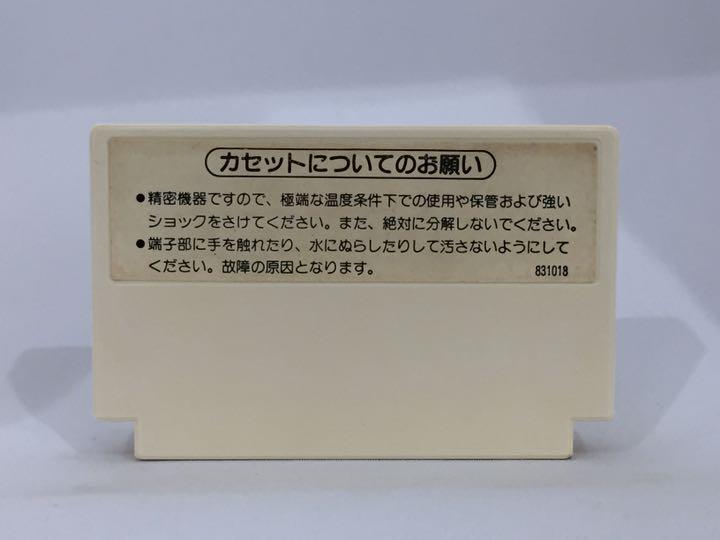 カセットについてのお願い
●精密機器ですので、極端な温度条件下での使用や保管および強い
ショックをさけてください。また、絶対に分解しないでください。
●端子部に手を触れたり、水にぬらしたりして汚さないようにして
ください。故障の原因となります。
831018